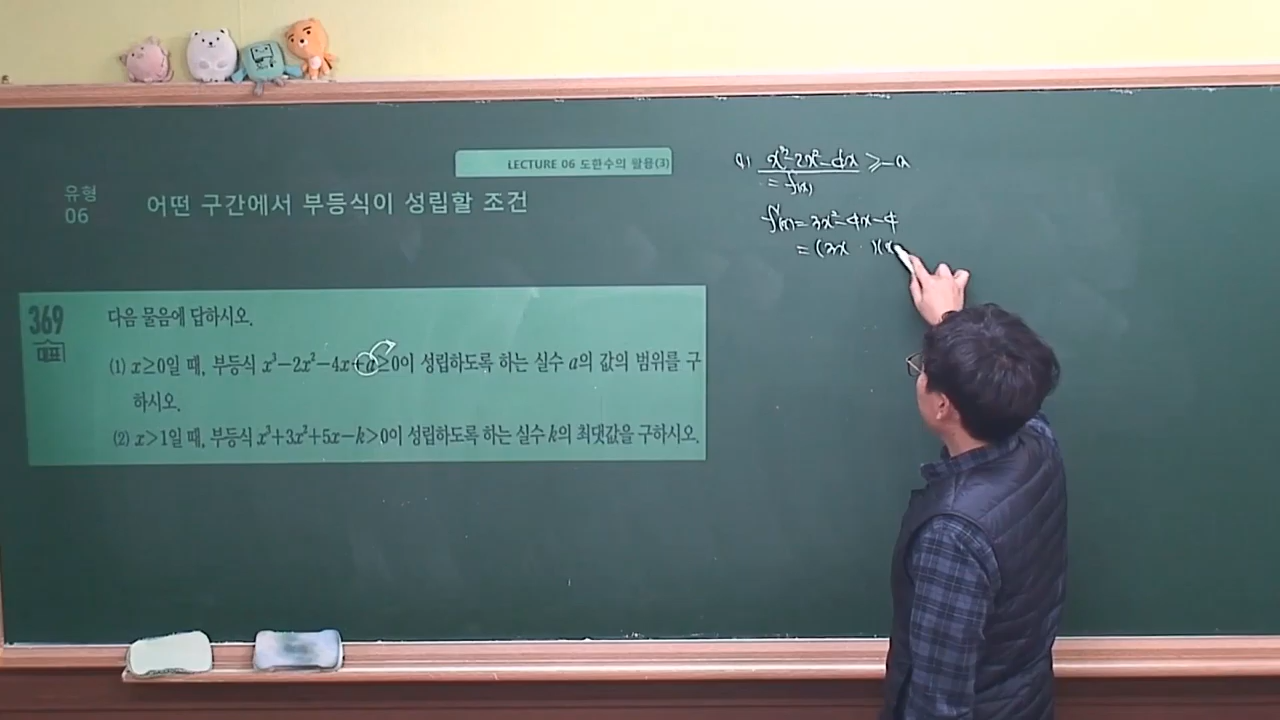 LECTURE 06 도함수의 활용(3)
유형
06
어떤 구간에서 부등식이 성립할 조건
369
대표
다음 물음에 답하시오.
(1) x≥0일 때, 부등식 x³−2x²−4x+a≥0이 성립하도록 하는 실수 a의 값의 범위를 구
하시오.
(2) x>1일 때, 부등식 x³+3x²+5x−k>0이 성립하도록 하는 실수 k의 최댓값을 구하시오.
x³−2x²−4x ≥ −a
= f(x)
f'(x) = 3x²−4x−4
= (3x )(x